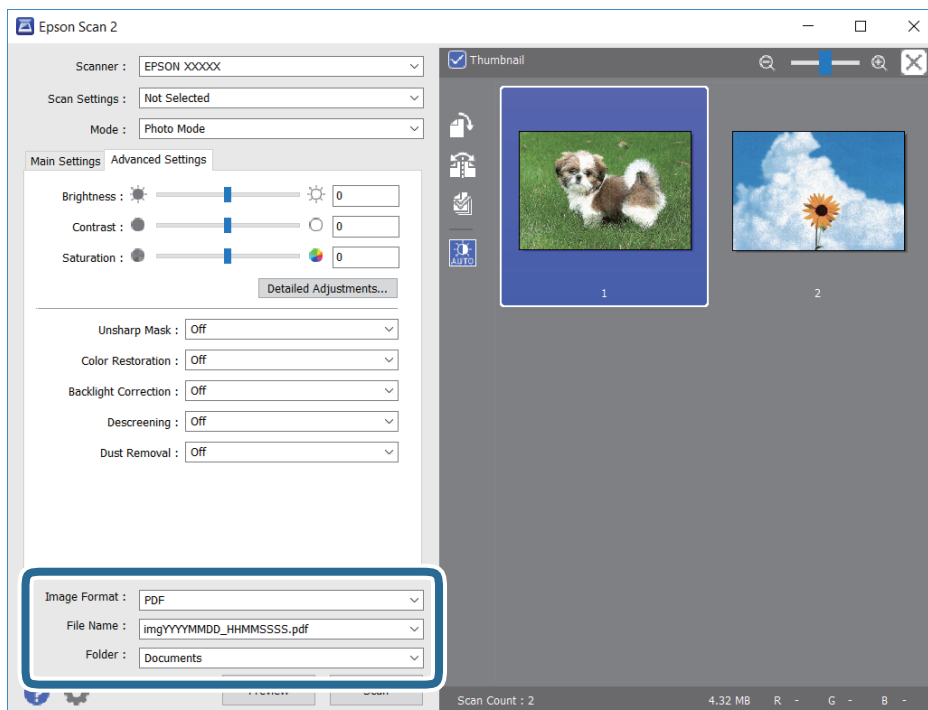 Epson Scan 2
Scanner : EPSON XXXXX
Scan Settings : Not Selected
Mode : Photo Mode
Main Settings Advanced Settings
Brightness : 0
Contrast : 0
Saturation : 0
Detailed Adjustments...
Unsharp Mask : Off
Color Restoration : Off
Backlight Correction : Off
Descreening : Off
Dust Removal : Off
Image Format : PDF
File Name : imgYYYYMMDD_HHMMSSSS.pdf
Folder : Documents
Preview Scan
Thumbnail
AUTO
1 2
Scan Count : 2 4.32 MB R - G - B -